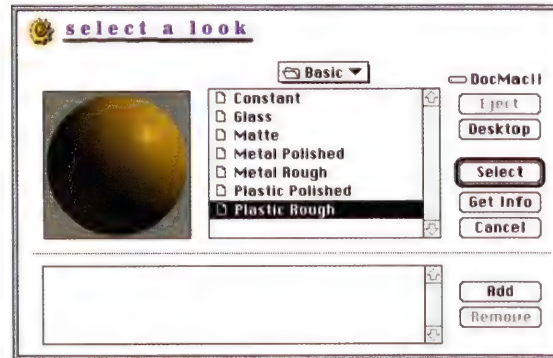 select a look
Basic
DocMacII
Constant
Glass
Matte
Metal Polished
Metal Rough
Plastic Polished
Plastic Rough
Eject
Desktop
Select
Get Info
Cancel
Add
Remove